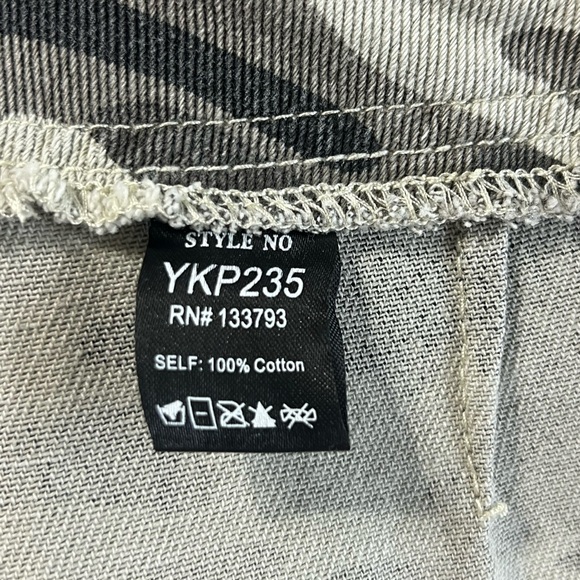 STYLE NO
YKP235
RN# 133793
SELF: 100% Cotton